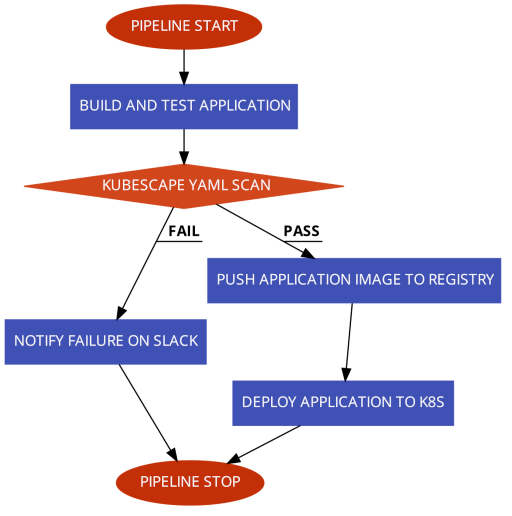 PIPELINE START
BUILD AND TEST APPLICATION
KUBESCAPE YAML SCAN
FAIL
PASS
PUSH APPLICATION IMAGE TO REGISTRY
NOTIFY FAILURE ON SLACK
DEPLOY APPLICATION TO K8S
PIPELINE STOP